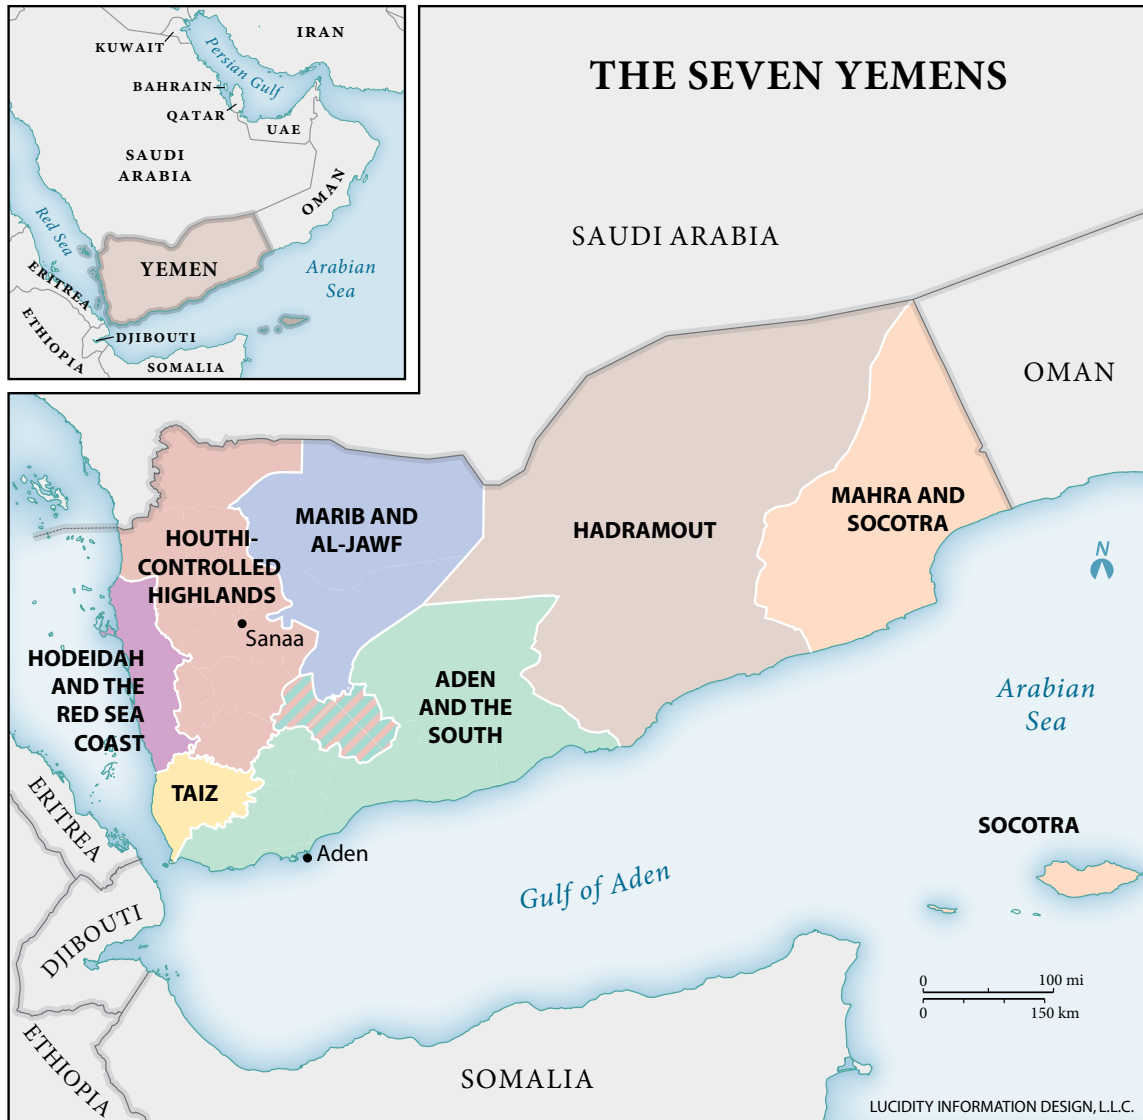 THE SEVEN YEMENS
KUWAIT
IRAN
Persian Gulf
BAHRAIN
QATAR
UAE
SAUDI
ARABIA
OMAN
Red Sea
YEMEN
ERITREA
Arabian
Sea
ETHIOPIA
DJIBOUTI
SOMALIA
SAUDI ARABIA
OMAN
MAHRA AND
SOCOTRA
MARIB AND
AL-JAWF
HADRAMOUT
HOUTHI-
CONTROLLED
HIGHLANDS
N
Sanaa
HODEIDAH
AND THE
RED SEA
COAST
ADEN
AND THE
SOUTH
Arabian
Sea
TAIZ
ERITREA
SOCOTRA
Aden
Gulf of Aden
DJIBOUTI
0 100 mi
0 150 km
ETHIOPIA
SOMALIA
LUCIDITY INFORMATION DESIGN, L.L.C.